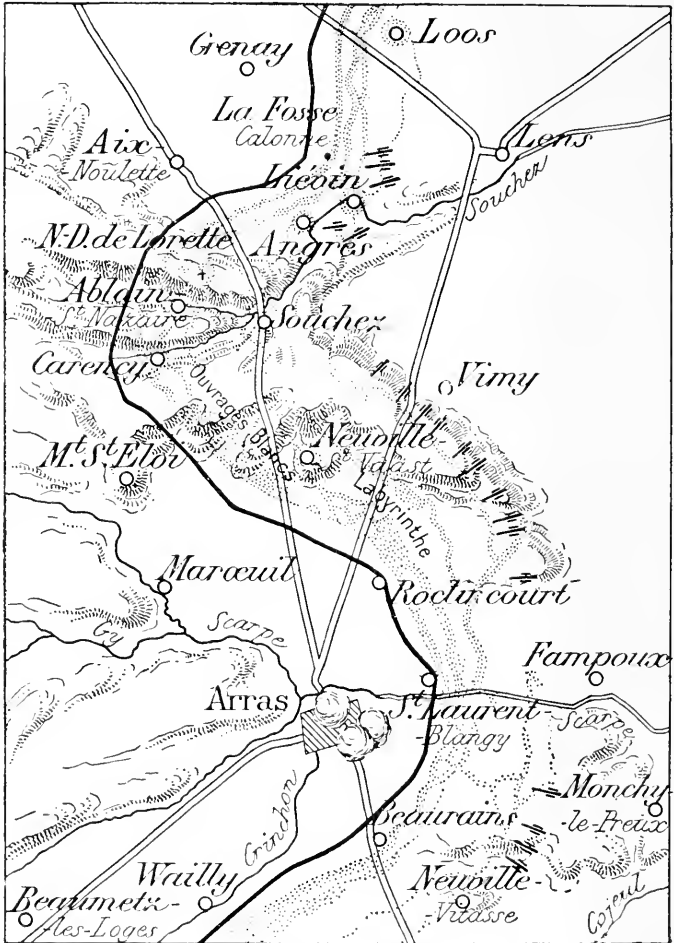 Loos
Grenay
La Fosse
Calonne
Aix-
-Noulette
Lens
Liévin
Souchez
N-D. de Lorette
Angres
Ablain-
-St Nazaire
Souchez
Carency
Vimy
Ouvrages Blancs
Neuville-
St Vaast
Mt. St. Eloi
Labyrinthe
Marœuil
Roclincourt
Gy
Scarpe
Fampoux
Arras
St Laurent-
-Blangy
Scarpe
Monchy-
-le-Preux
Crinchon
Beaurains
Wailly
Neuville-
-Vitasse
Beaumetz-
-les-Loges
Cojeul